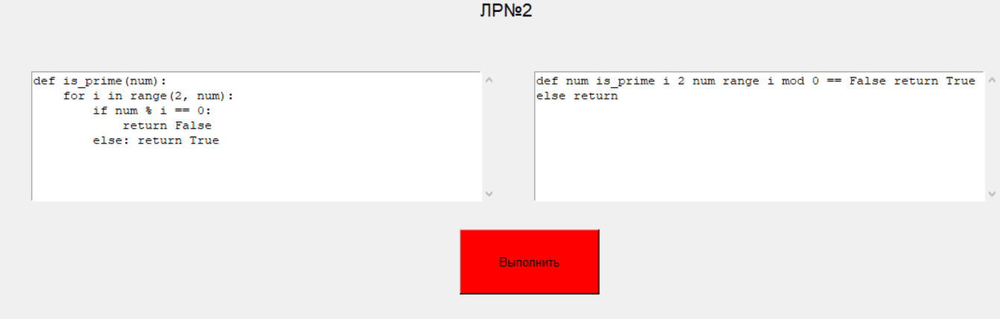 ЛР№2
def is_prime(num):
    for i in range(2, num):
        if num % i == 0:
            return False
        else: return True
def num is_prime i 2 num range i mod 0 == False return True
else return
Выполнить